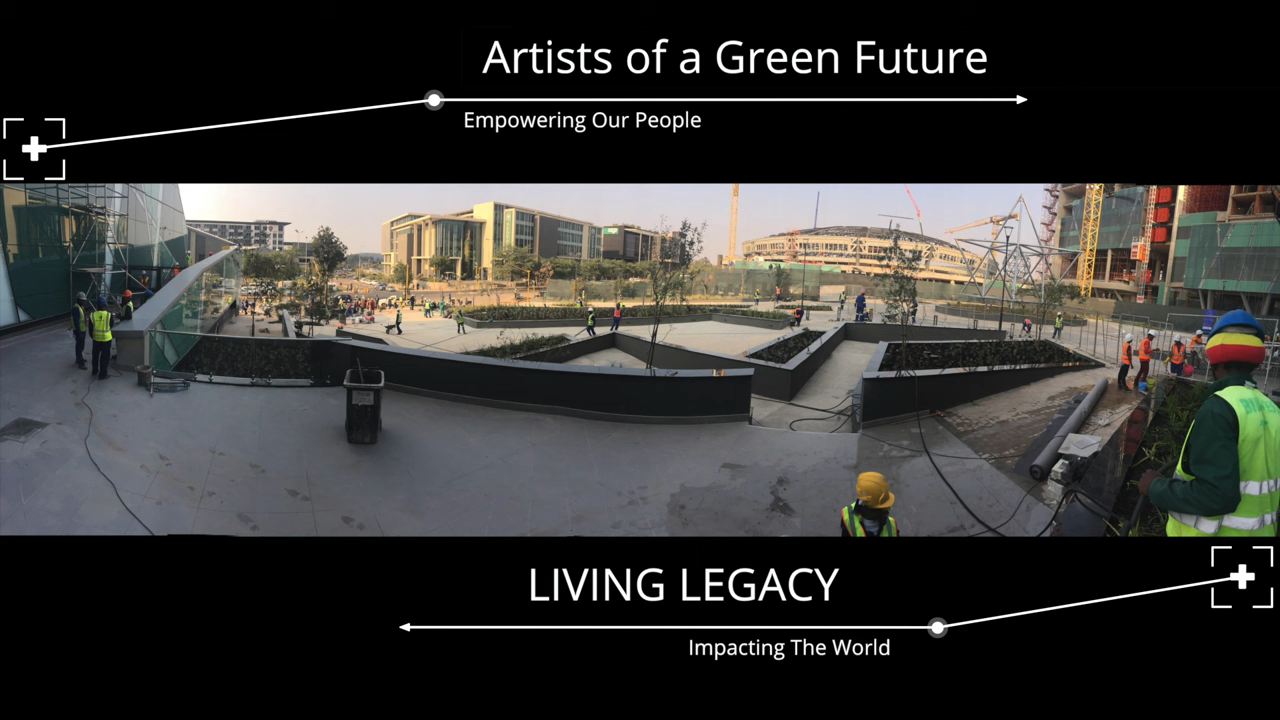 Artists of a Green Future
Empowering Our People
LIVING LEGACY
Impacting The World